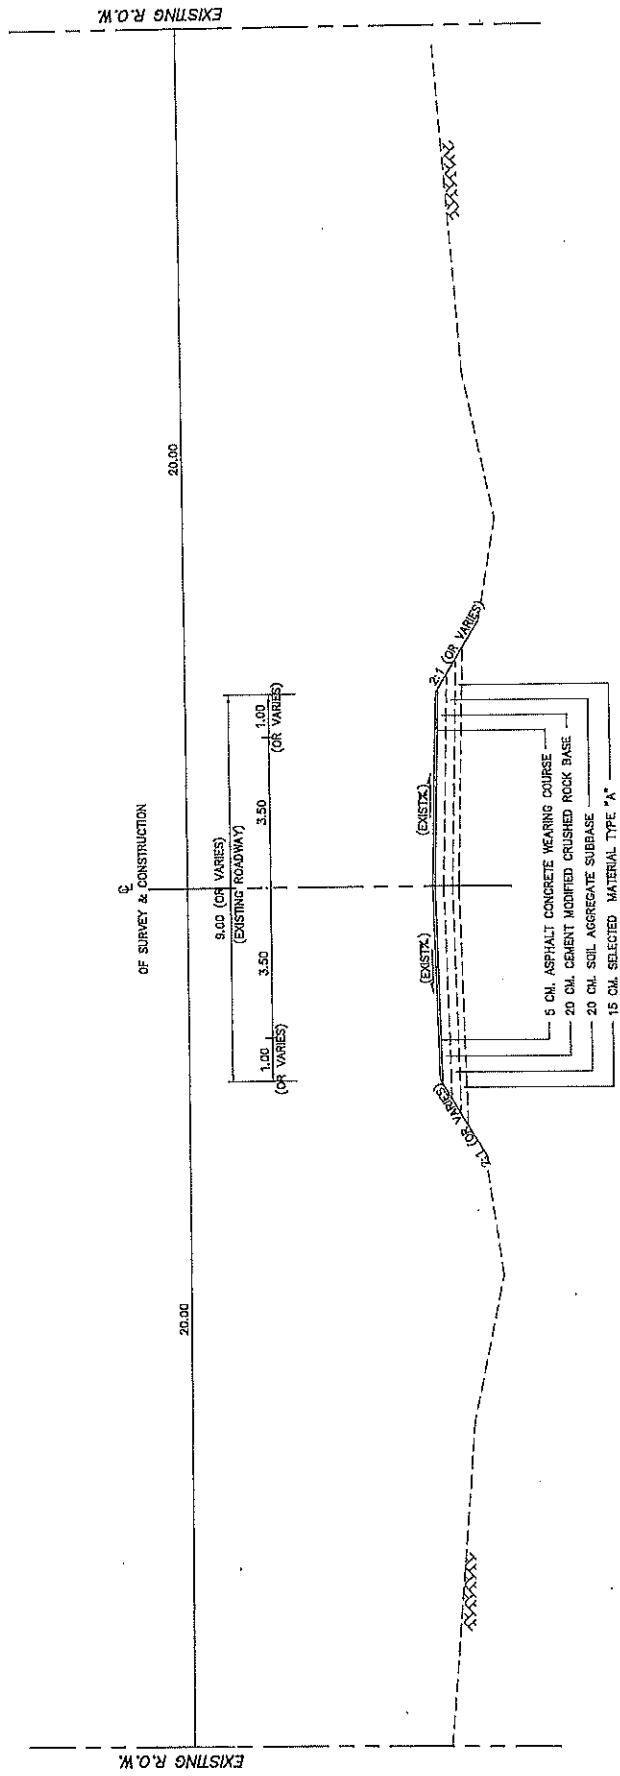 EXISTING R.O.W.
EXISTING R.O.W.
℄
OF SURVEY & CONSTRUCTION
20.00
20.00
9.00 (OR VARIES)
(EXISTING ROADWAY)
1.00
(OR VARIES)
3.50
3.50
1.00
(OR VARIES)
2:1 (OR VARIES)
(EXIST%)
(EXIST%)
2:1 (OR VARIES)
5 CM. ASPHALT CONCRETE WEARING COURSE
20 CM. CEMENT MODIFIED CRUSHED ROCK BASE
20 CM. SOIL AGGREGATE SUBBASE
15 CM. SELECTED MATERIAL TYPE "A"